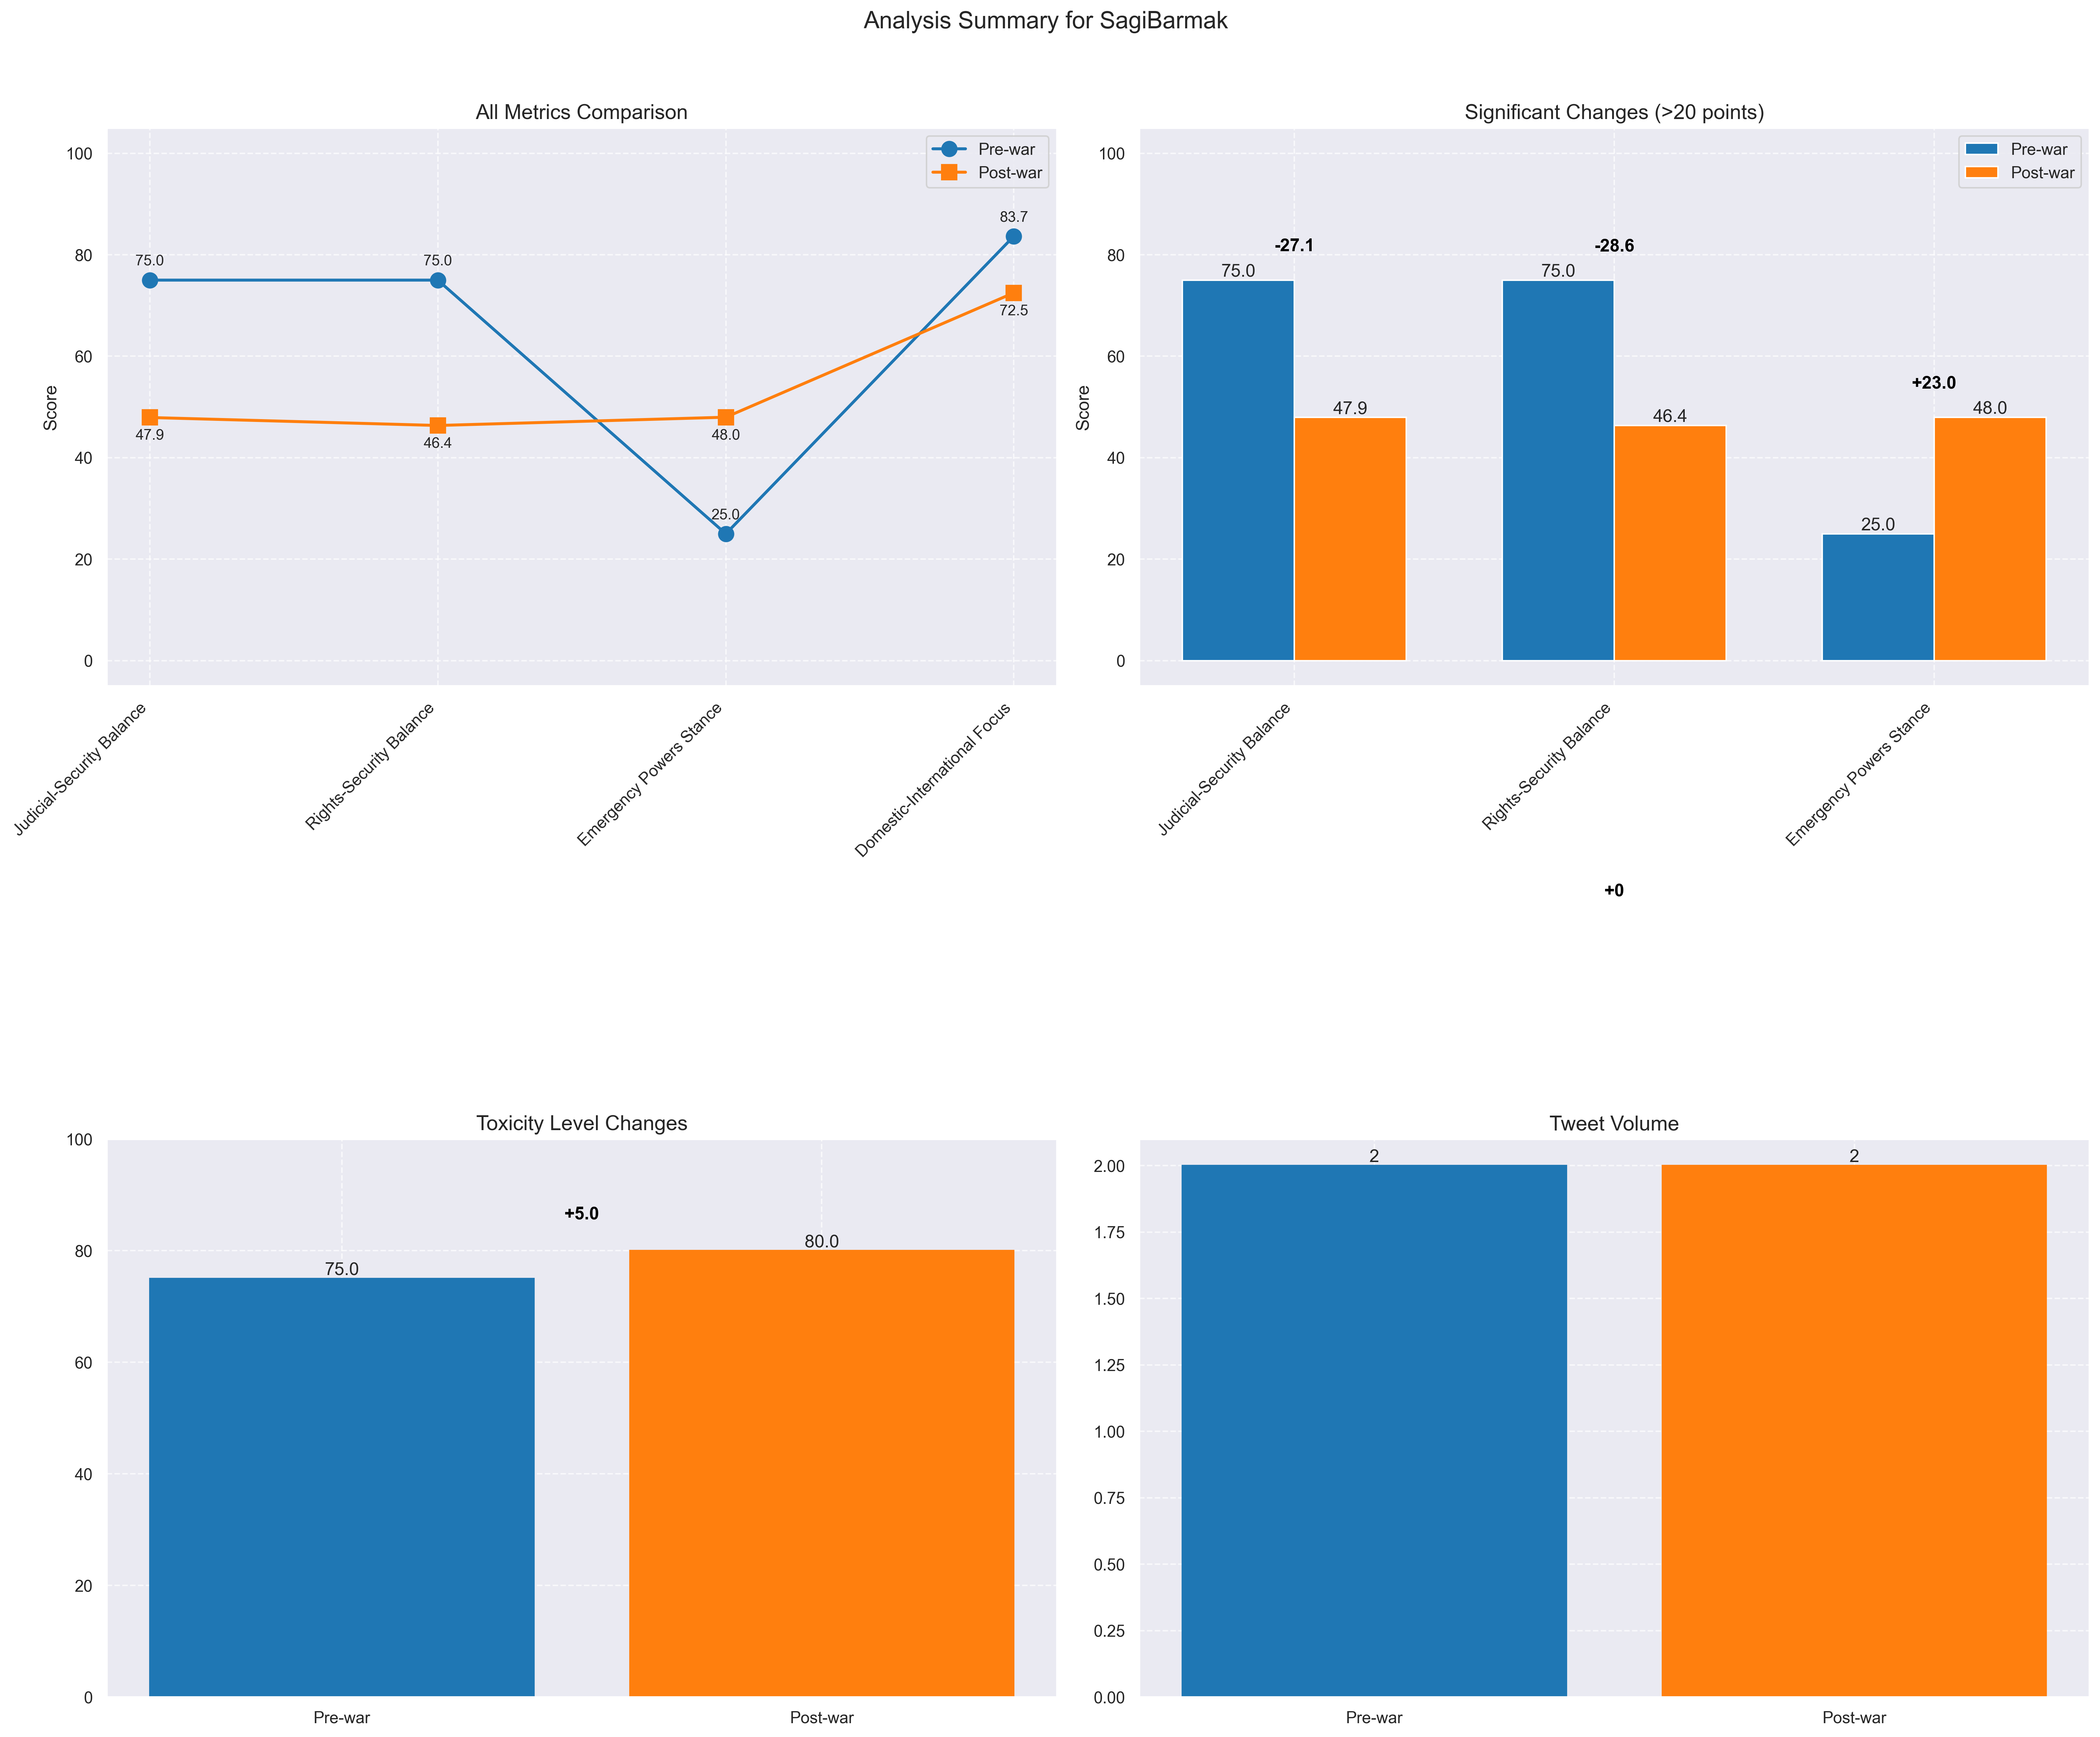 Analysis Summary for SagiBarmak
All Metrics Comparison
Score
100
80
60
40
20
0
Pre-war
Post-war
75.0
75.0
25.0
83.7
47.9
46.4
48.0
72.5
Judicial-Security Balance
Rights-Security Balance
Emergency Powers Stance
Domestic-International Focus
Significant Changes (>20 points)
Score
100
80
60
40
20
0
Pre-war
Post-war
-27.1
-28.6
+23.0
75.0
47.9
75.0
46.4
25.0
48.0
Judicial-Security Balance
Rights-Security Balance
Emergency Powers Stance
+0
Toxicity Level Changes
100
80
60
40
20
0
+5.0
75.0
80.0
Pre-war
Post-war
Tweet Volume
2.00
1.75
1.50
1.25
1.00
0.75
0.50
0.25
0.00
2
2
Pre-war
Post-war